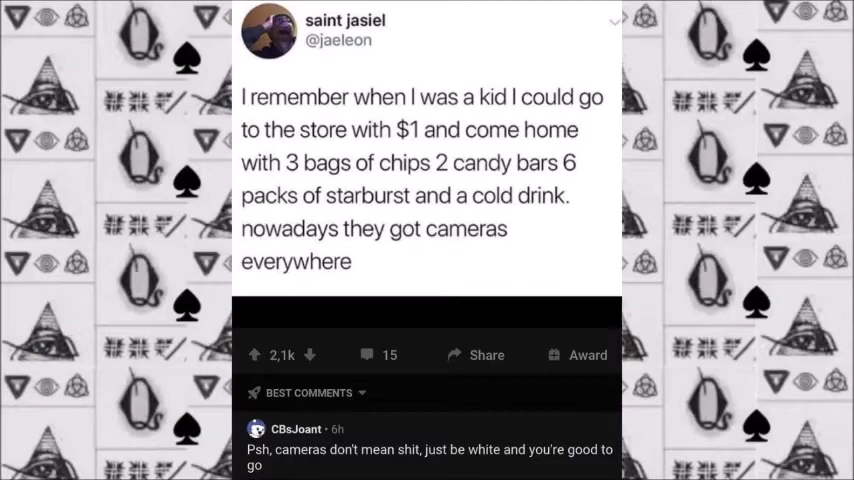 saint jasiel
@jaeleon
I remember when I was a kid I could go
to the store with $1 and come home
with 3 bags of chips 2 candy bars 6
packs of starburst and a cold drink.
nowadays they got cameras
everywhere
2,1k 15 Share Award
BEST COMMENTS
CBsJoant · 6h
Psh, cameras don't mean shit, just be white and you're good to
go